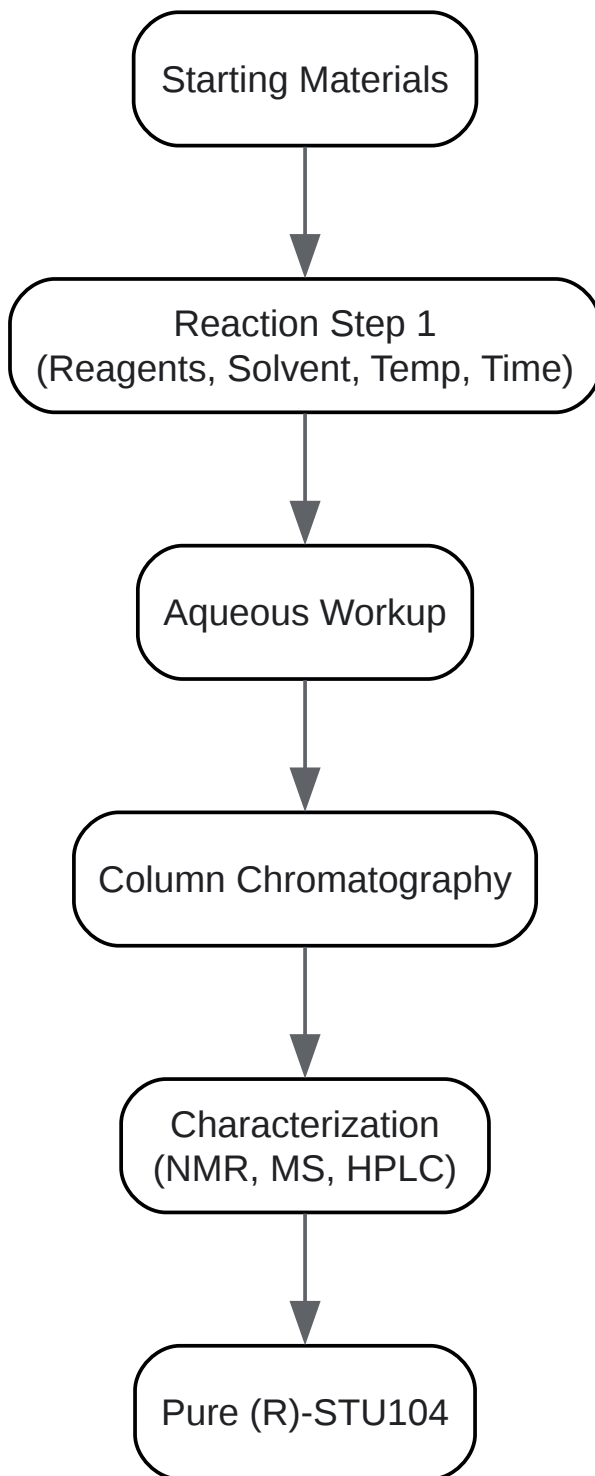 Starting Materials
Reaction Step 1
(Reagents, Solvent, Temp, Time)
Aqueous Workup
Column Chromatography
Characterization
(NMR, MS, HPLC)
Pure (R)-STU104